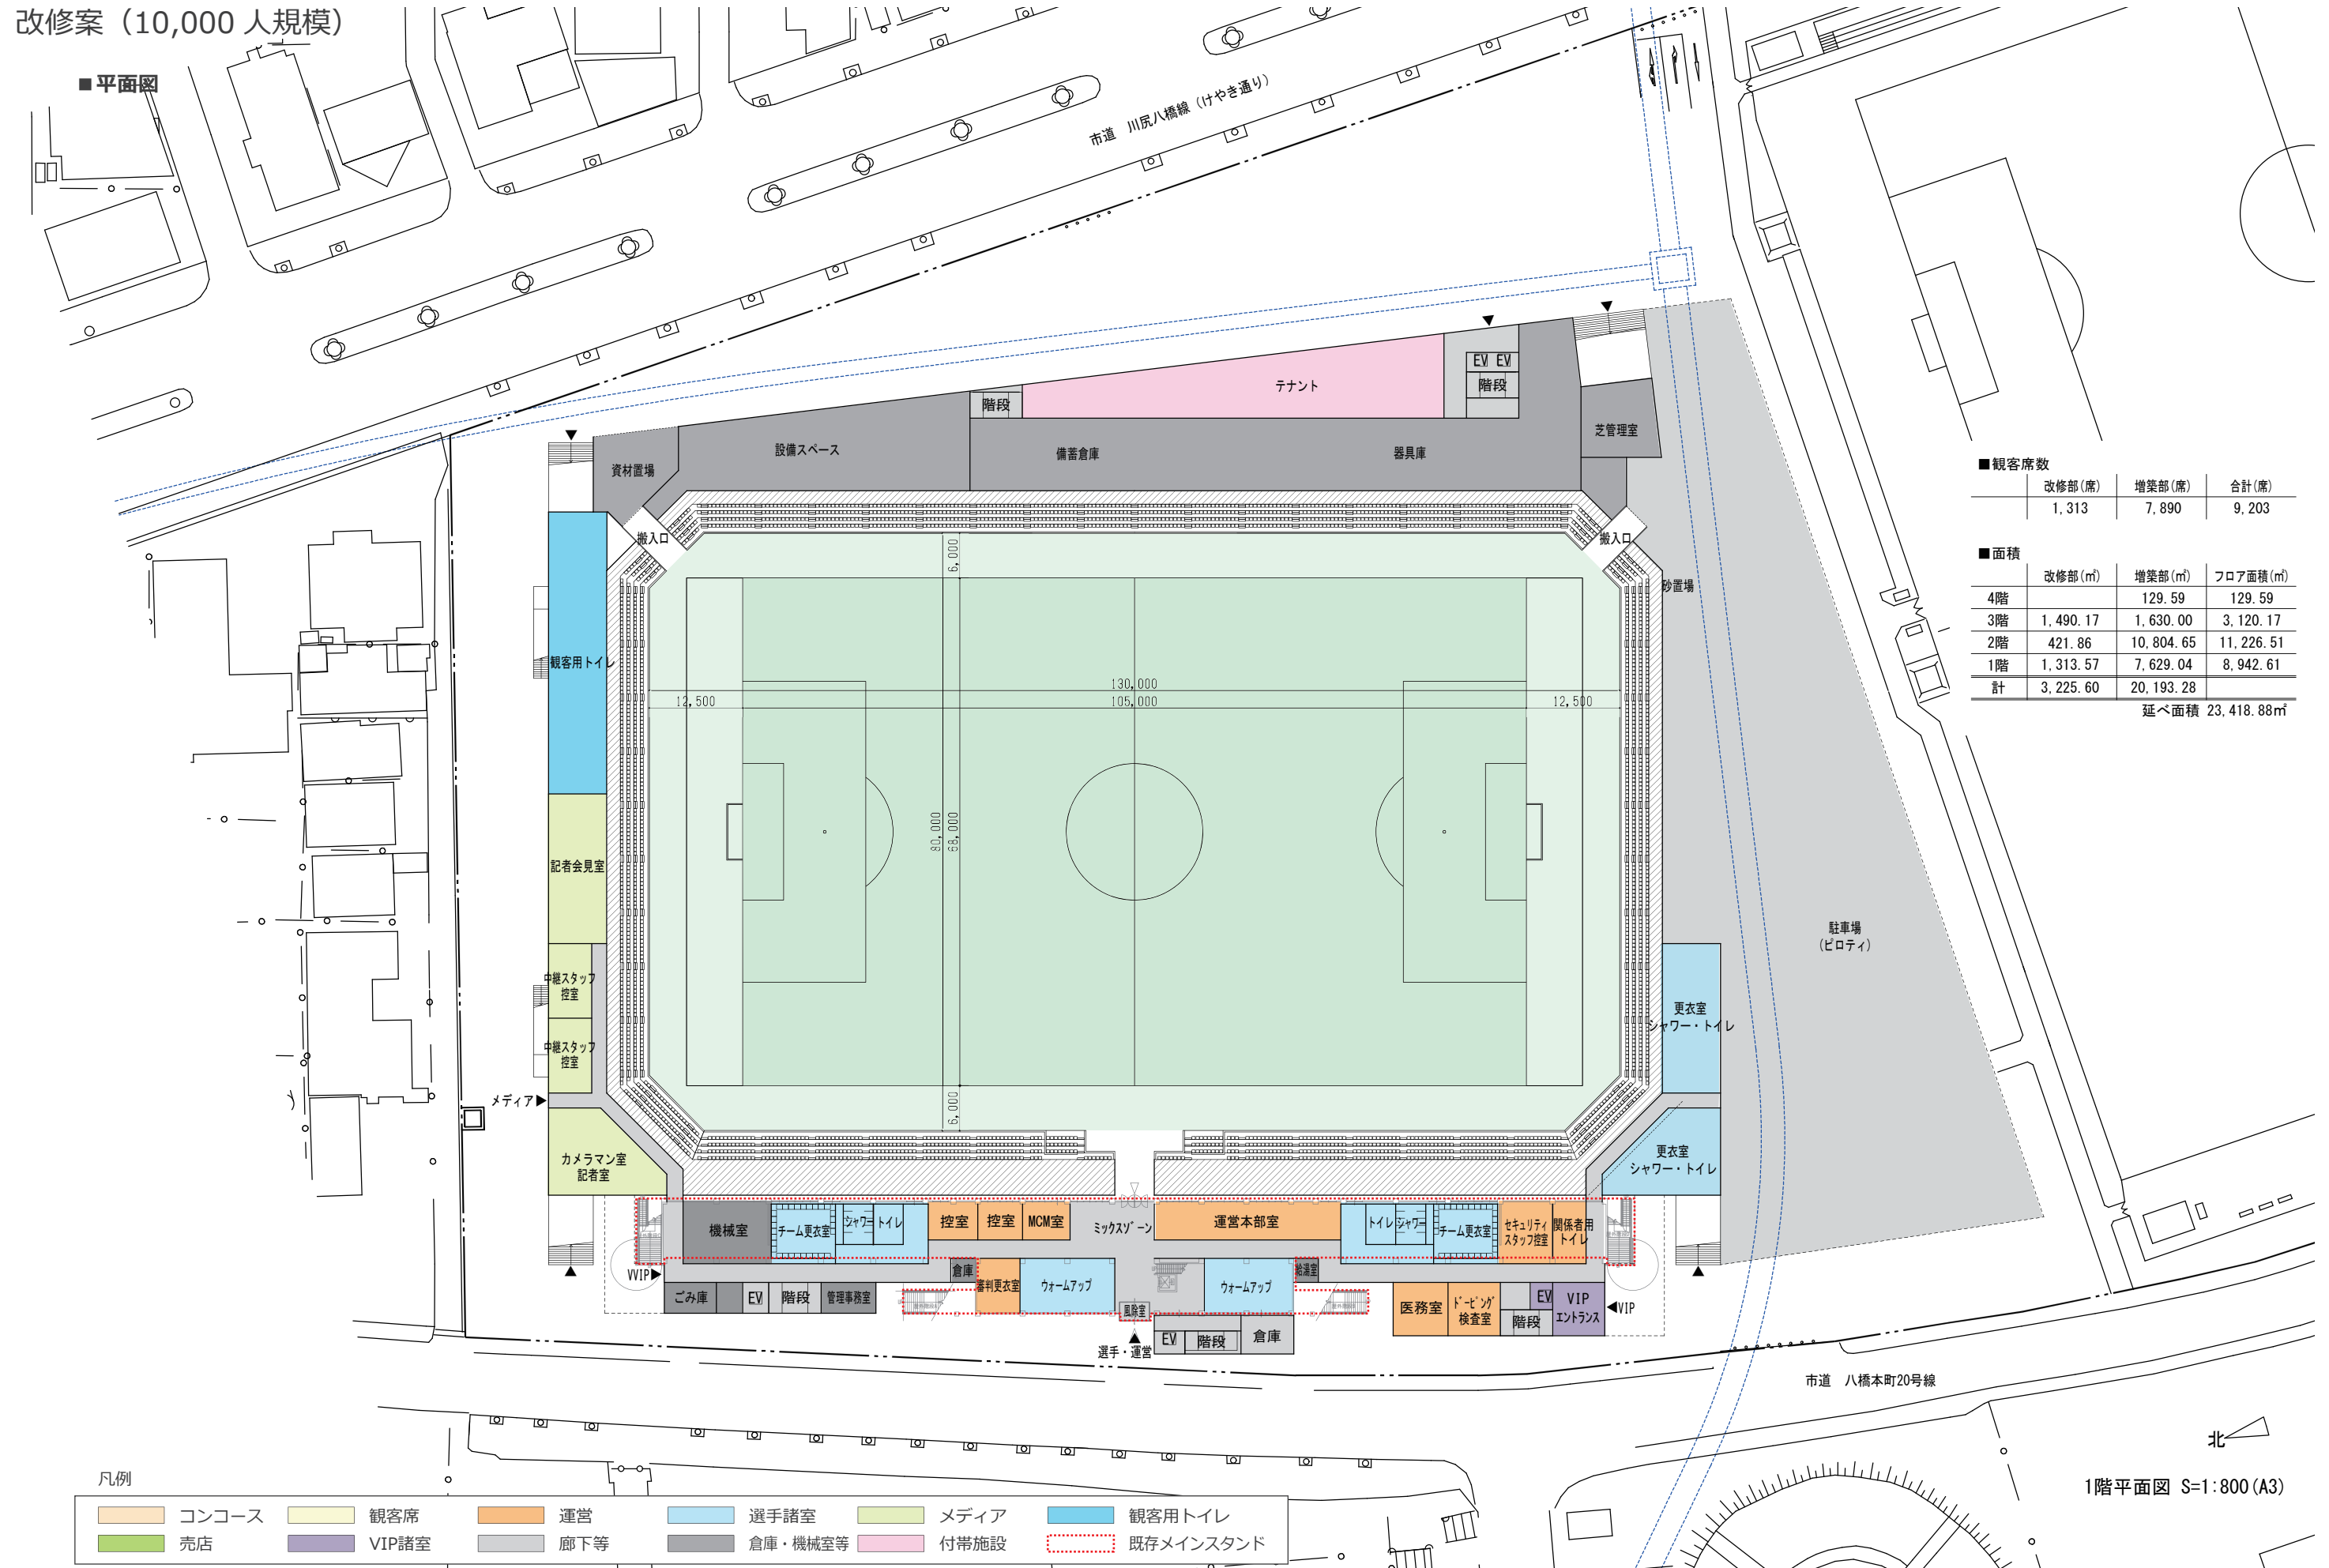 改修案（10,000 人規模）
■平面図
市道　川尻八橋線（けやき通り）
EV EV
階段
テナント
階段
芝管理室
設備スペース
備蓄倉庫
器具庫
資材置場
搬入口
搬入口
6,000
砂置場
観客用トイレ
130,000
12,500
105,000
12,500
80,000
68,000
記者会見室
駐車場
（ピロティ）
中継スタッフ
控室
更衣室
シャワー・トイレ
中継スタッフ
控室
メディア▶
6,000
カメラマン室
記者室
更衣室
シャワー・トイレ
機械室
チーム更衣室
シャワー
トイレ
控室
控室
MCM室
ミックスゾーン
運営本部室
トイレ
シャワー
チーム更衣室
セキュリティ
スタッフ控室
関係者用
トイレ
VVIP▶
倉庫
審判更衣室
ウォームアップ
ウォームアップ
給湯室
ごみ庫
EV
階段
管理事務室
風除室
医務室
ドーピング
検査室
EV
階段
VIP
エントランス
◀VIP
選手・運営
EV
階段
倉庫
■観客席数
改修部(席) 増築部(席) 合計(席)
1,313 7,890 9,203
■面積
改修部(㎡) 増築部(㎡) フロア面積(㎡)
4階 129.59 129.59
3階 1,490.17 1,630.00 3,120.17
2階 421.86 10,804.65 11,226.51
1階 1,313.57 7,629.04 8,942.61
計 3,225.60 20,193.28
延べ面積 23,418.88㎡
市道　八橋本町20号線
北
1階平面図 S=1:800(A3)
凡例
コンコース 観客席 運営 選手諸室 メディア 観客用トイレ
売店 VIP諸室 廊下等 倉庫・機械室等 付帯施設 既存メインスタンド